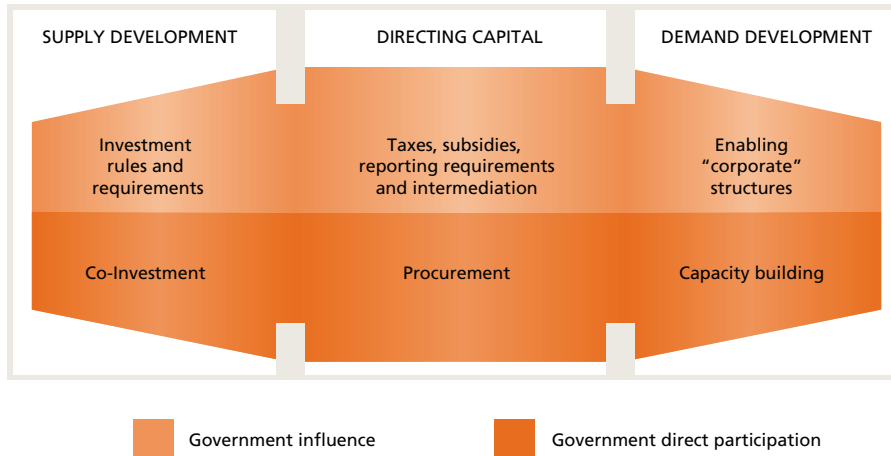 SUPPLY DEVELOPMENT
DIRECTING CAPITAL
DEMAND DEVELOPMENT
Investment
rules and
requirements
Taxes, subsidies,
reporting requirements
and intermediation
Enabling
“corporate”
structures
Co-Investment
Procurement
Capacity building
Government influence
Government direct participation